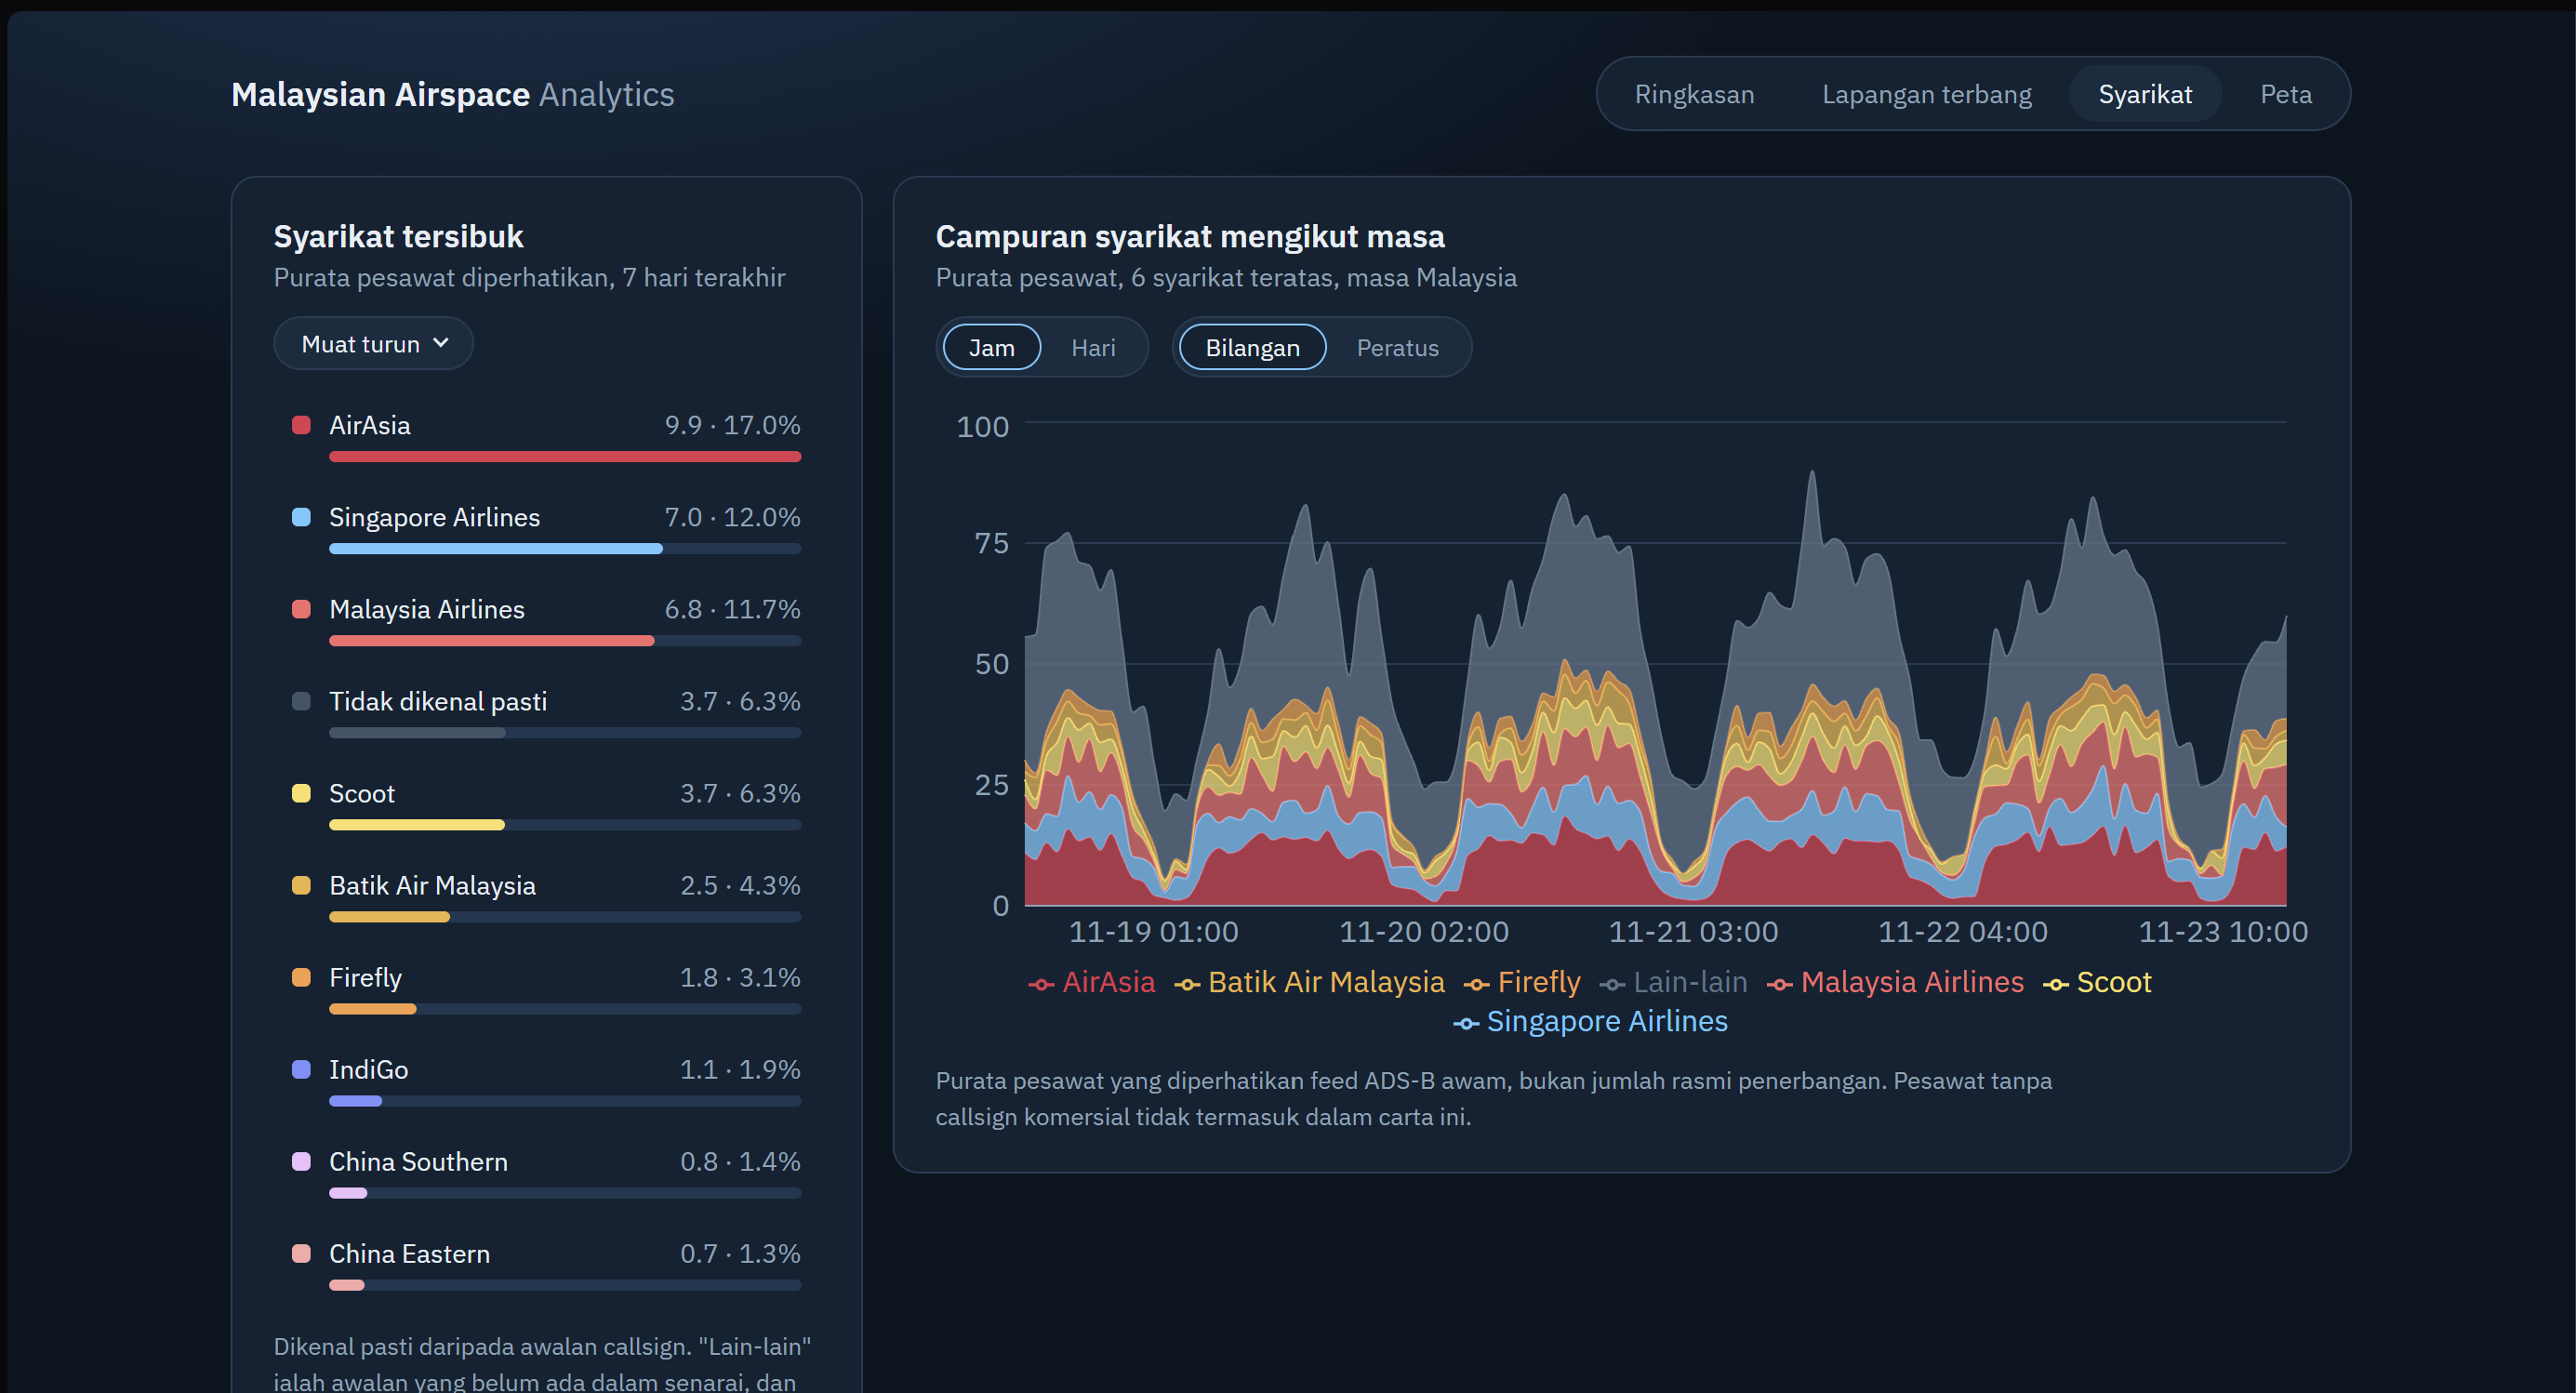 Malaysian Airspace Analytics
Ringkasan Lapangan terbang Syarikat Peta
Syarikat tersibuk
Purata pesawat diperhatikan, 7 hari terakhir
Muat turun
AirAsia 9.9 · 17.0%
Singapore Airlines 7.0 · 12.0%
Malaysia Airlines 6.8 · 11.7%
Tidak dikenal pasti 3.7 · 6.3%
Scoot 3.7 · 6.3%
Batik Air Malaysia 2.5 · 4.3%
Firefly 1.8 · 3.1%
IndiGo 1.1 · 1.9%
China Southern 0.8 · 1.4%
China Eastern 0.7 · 1.3%
Dikenal pasti daripada awalan callsign. "Lain-lain"
ialah awalan yang belum ada dalam senarai, dan
Campuran syarikat mengikut masa
Purata pesawat, 6 syarikat teratas, masa Malaysia
Jam Hari Bilangan Peratus
100
75
50
25
0
11-19 01:00 11-20 02:00 11-21 03:00 11-22 04:00 11-23 10:00
AirAsia Batik Air Malaysia Firefly Lain-lain Malaysia Airlines Scoot
Singapore Airlines
Purata pesawat yang diperhatikan feed ADS-B awam, bukan jumlah rasmi penerbangan. Pesawat tanpa
callsign komersial tidak termasuk dalam carta ini.